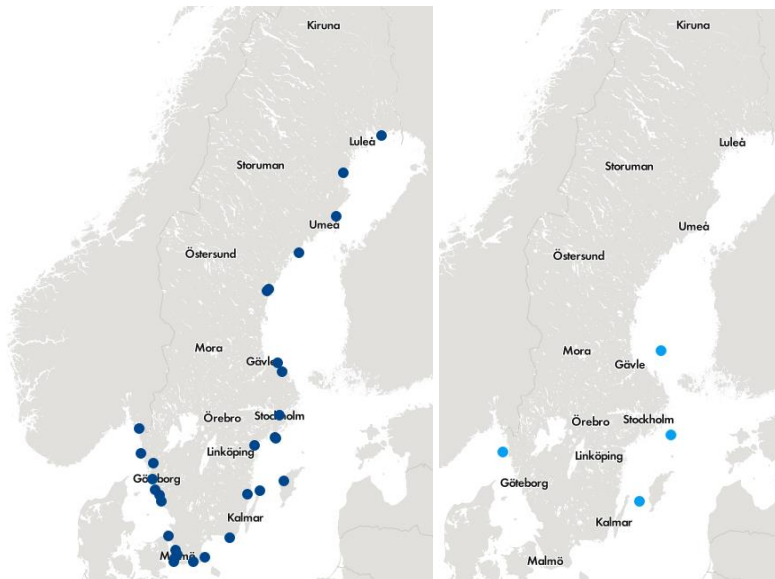 Kiruna
Luleå
Storuman
Umeå
Östersund
Mora
Gävle
Örebro
Stockholm
Linköping
Göteborg
Kalmar
Malmö
Kiruna
Luleå
Storuman
Umeå
Östersund
Mora
Gävle
Örebro
Stockholm
Linköping
Göteborg
Kalmar
Malmö